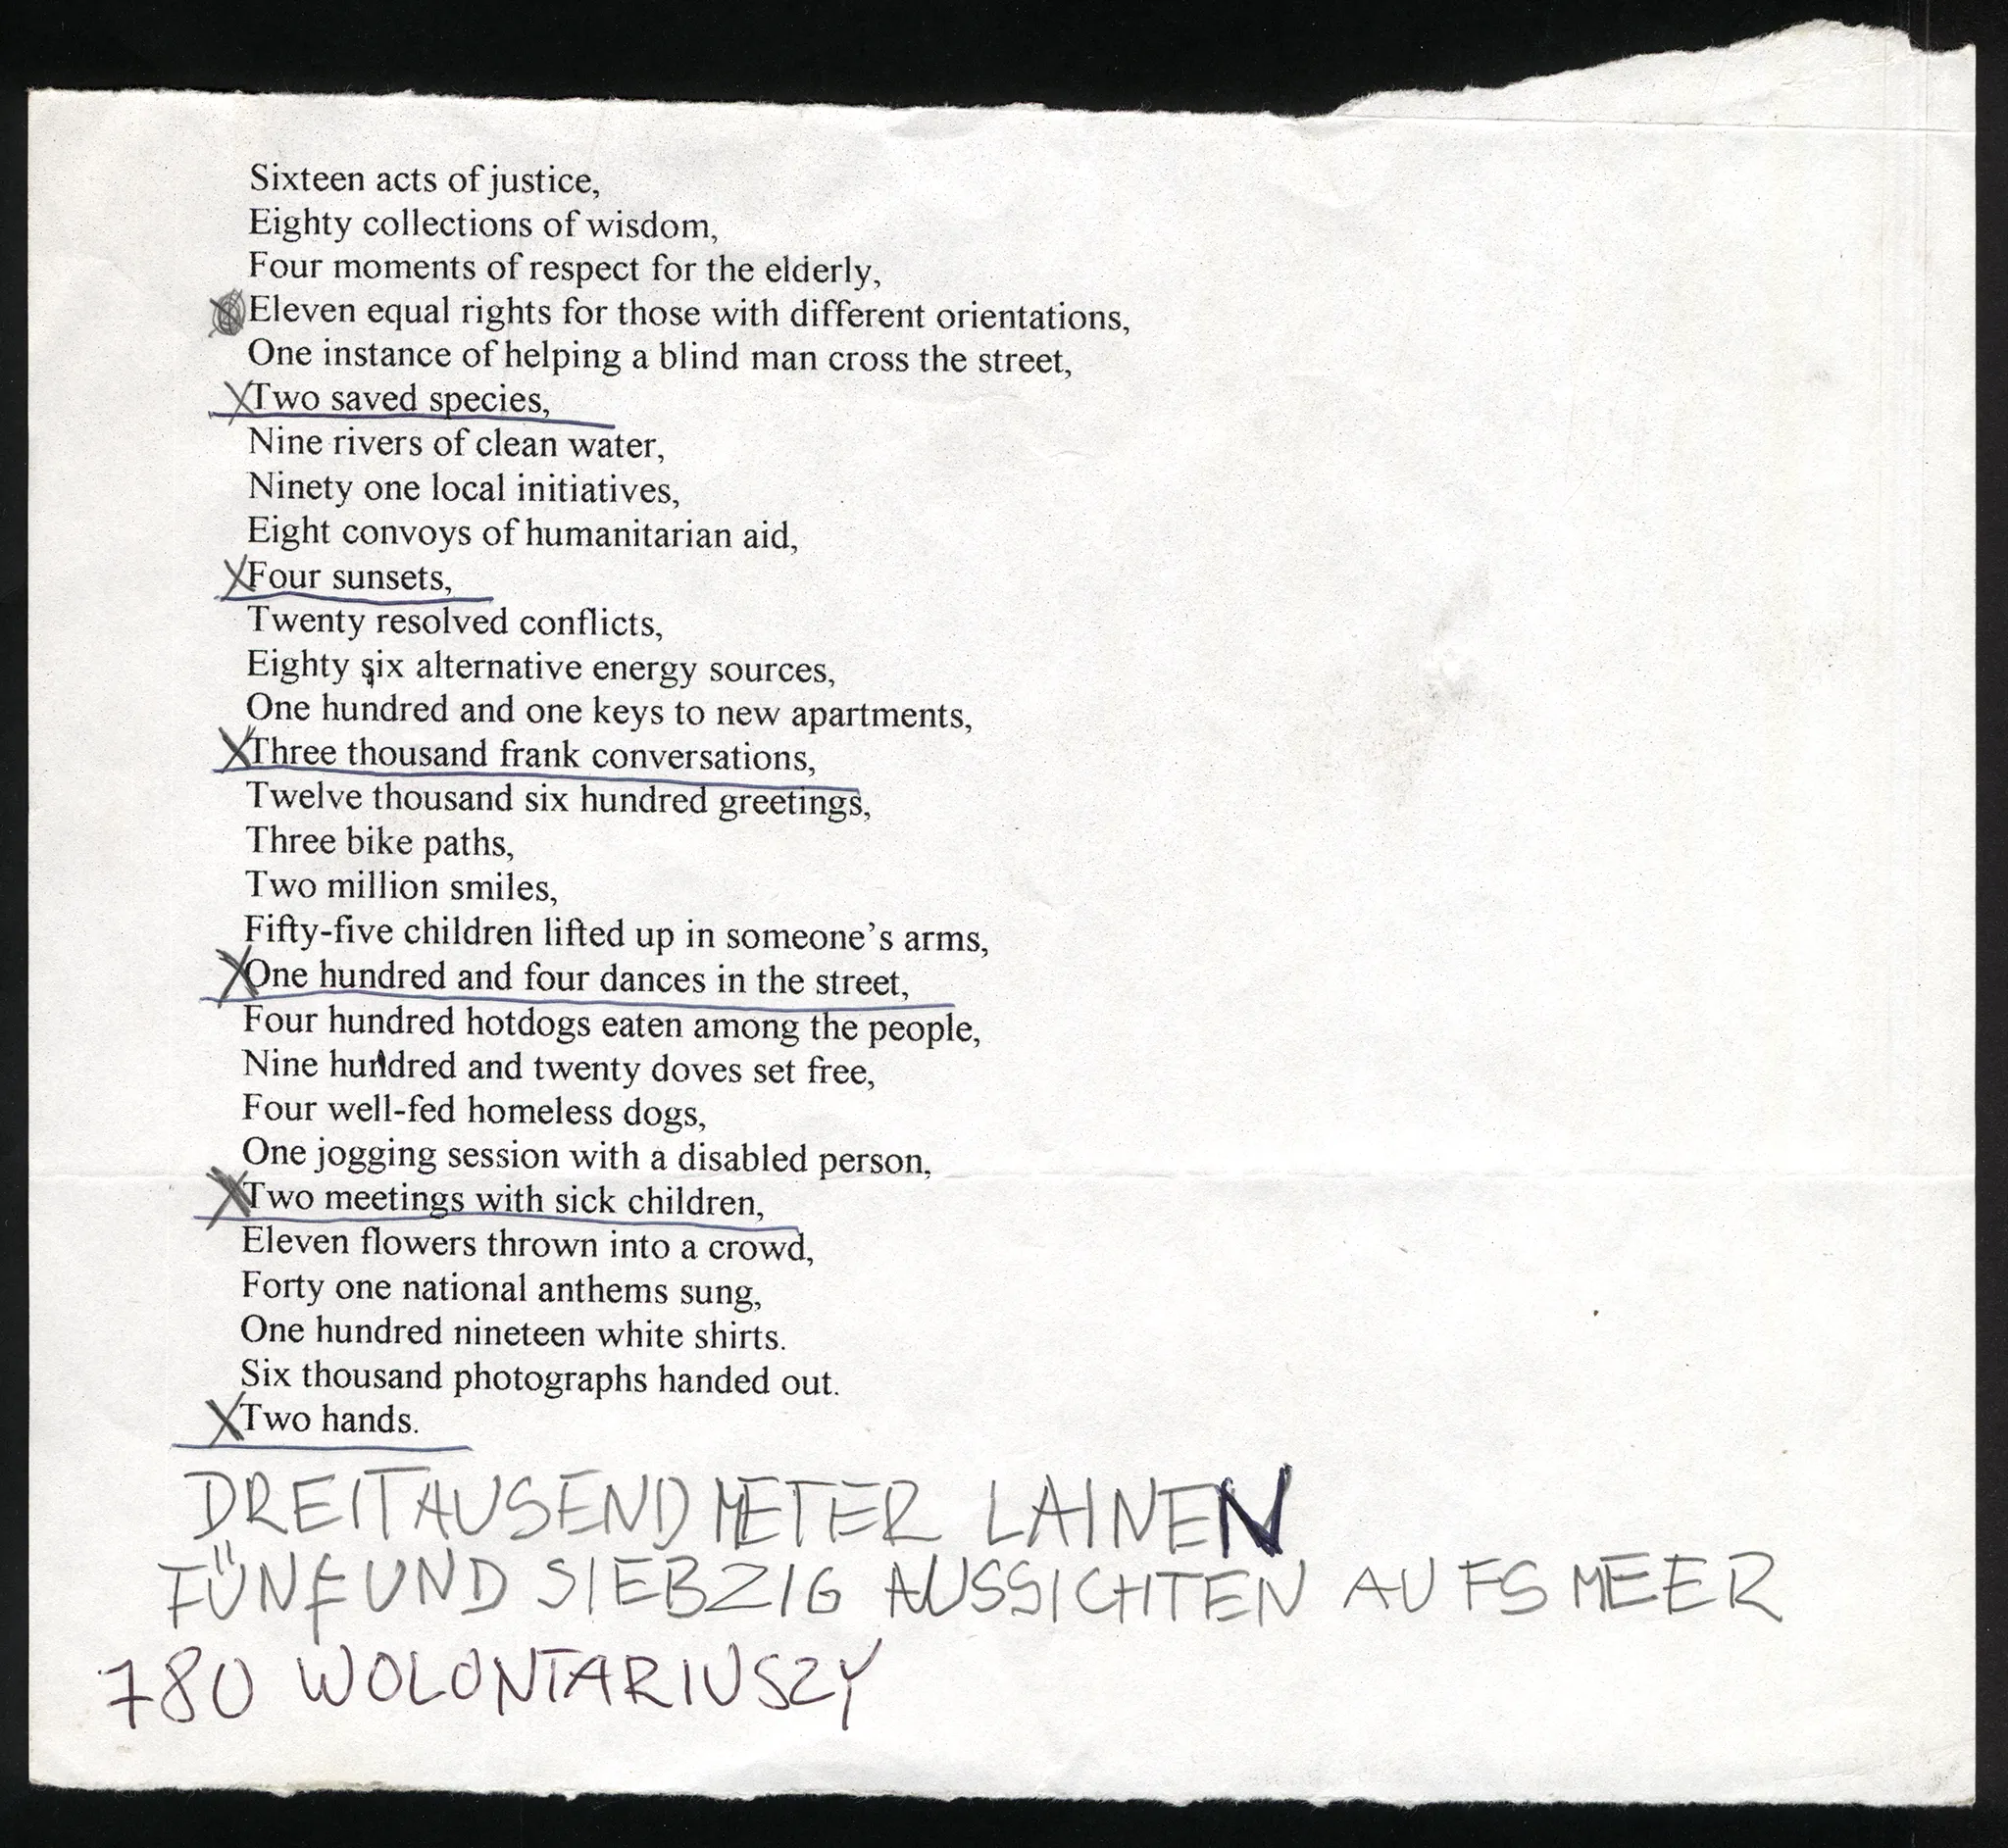 Sixteen acts of justice,
Eighty collections of wisdom,
Four moments of respect for the elderly,
Eleven equal rights for those with different orientations,
One instance of helping a blind man cross the street,
XTwo saved species,
Nine rivers of clean water,
Ninety one local initiatives,
Eight convoys of humanitarian aid,
XFour sunsets,
Twenty resolved conflicts,
Eighty six alternative energy sources,
One hundred and one keys to new apartments,
XThree thousand frank conversations,
Twelve thousand six hundred greetings,
Three bike paths,
Two million smiles,
Fifty-five children lifted up in someone’s arms,
XOne hundred and four dances in the street,
Four hundred hotdogs eaten among the people,
Nine hundred and twenty doves set free,
Four well-fed homeless dogs,
One jogging session with a disabled person,
XTwo meetings with sick children,
Eleven flowers thrown into a crowd,
Forty one national anthems sung,
One hundred nineteen white shirts.
Six thousand photographs handed out.
XTwo hands.
DREITAUSEND METER LAINEN
FÜNFUND SIEBZIG AUSSICHTEN AUFS MEER
780 WOLONTARIUSZY